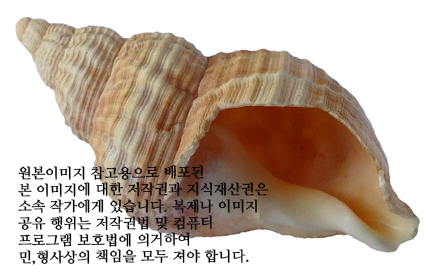 원본이미지 참고용으로 배포된
본 이미지에 대한 저작권과 지식재산권은
소속 작가에게 있습니다. 복제나 이미지
공유 행위는 저작권법 및 컴퓨터
프로그램 보호법에 의거하여
민,형사상의 책임을 모두 져야 합니다.